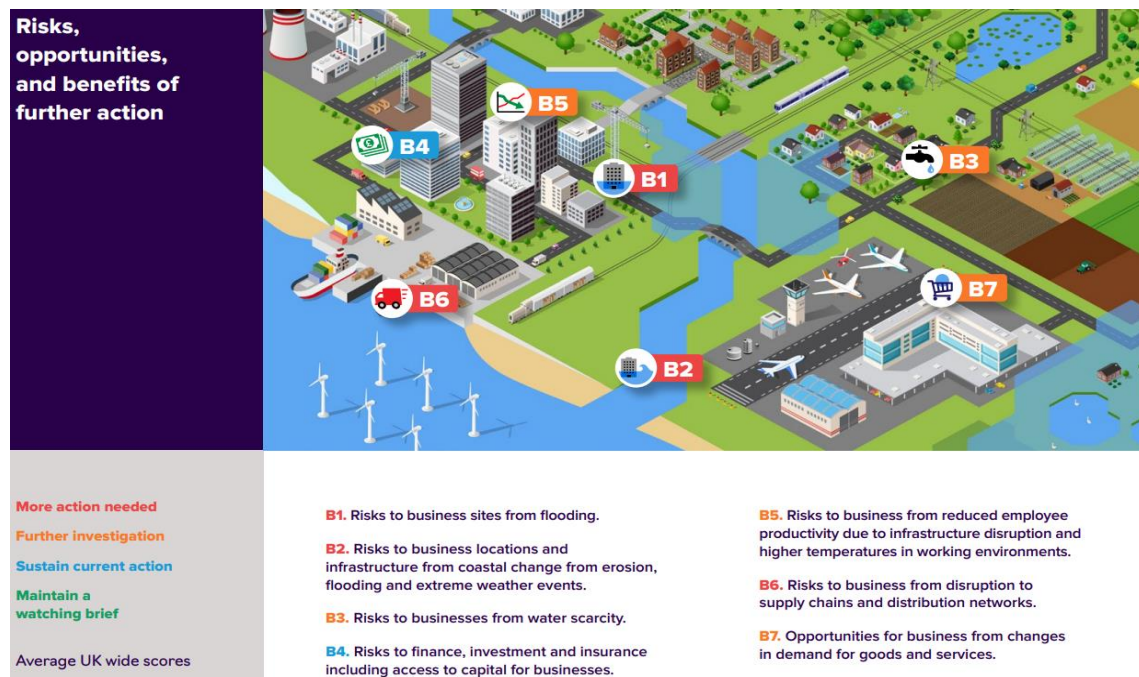 Risks,
opportunities,
and benefits of
further action
B5
B4
B1
B3
B6
B7
B2
More action needed
Further investigation
Sustain current action
Maintain a
watching brief
Average UK wide scores
B1. Risks to business sites from flooding.
B2. Risks to business locations and
infrastructure from coastal change from erosion,
flooding and extreme weather events.
B3. Risks to businesses from water scarcity.
B4. Risks to finance, investment and insurance
including access to capital for businesses.
B5. Risks to business from reduced employee
productivity due to infrastructure disruption and
higher temperatures in working environments.
B6. Risks to business from disruption to
supply chains and distribution networks.
B7. Opportunities for business from changes
in demand for goods and services.